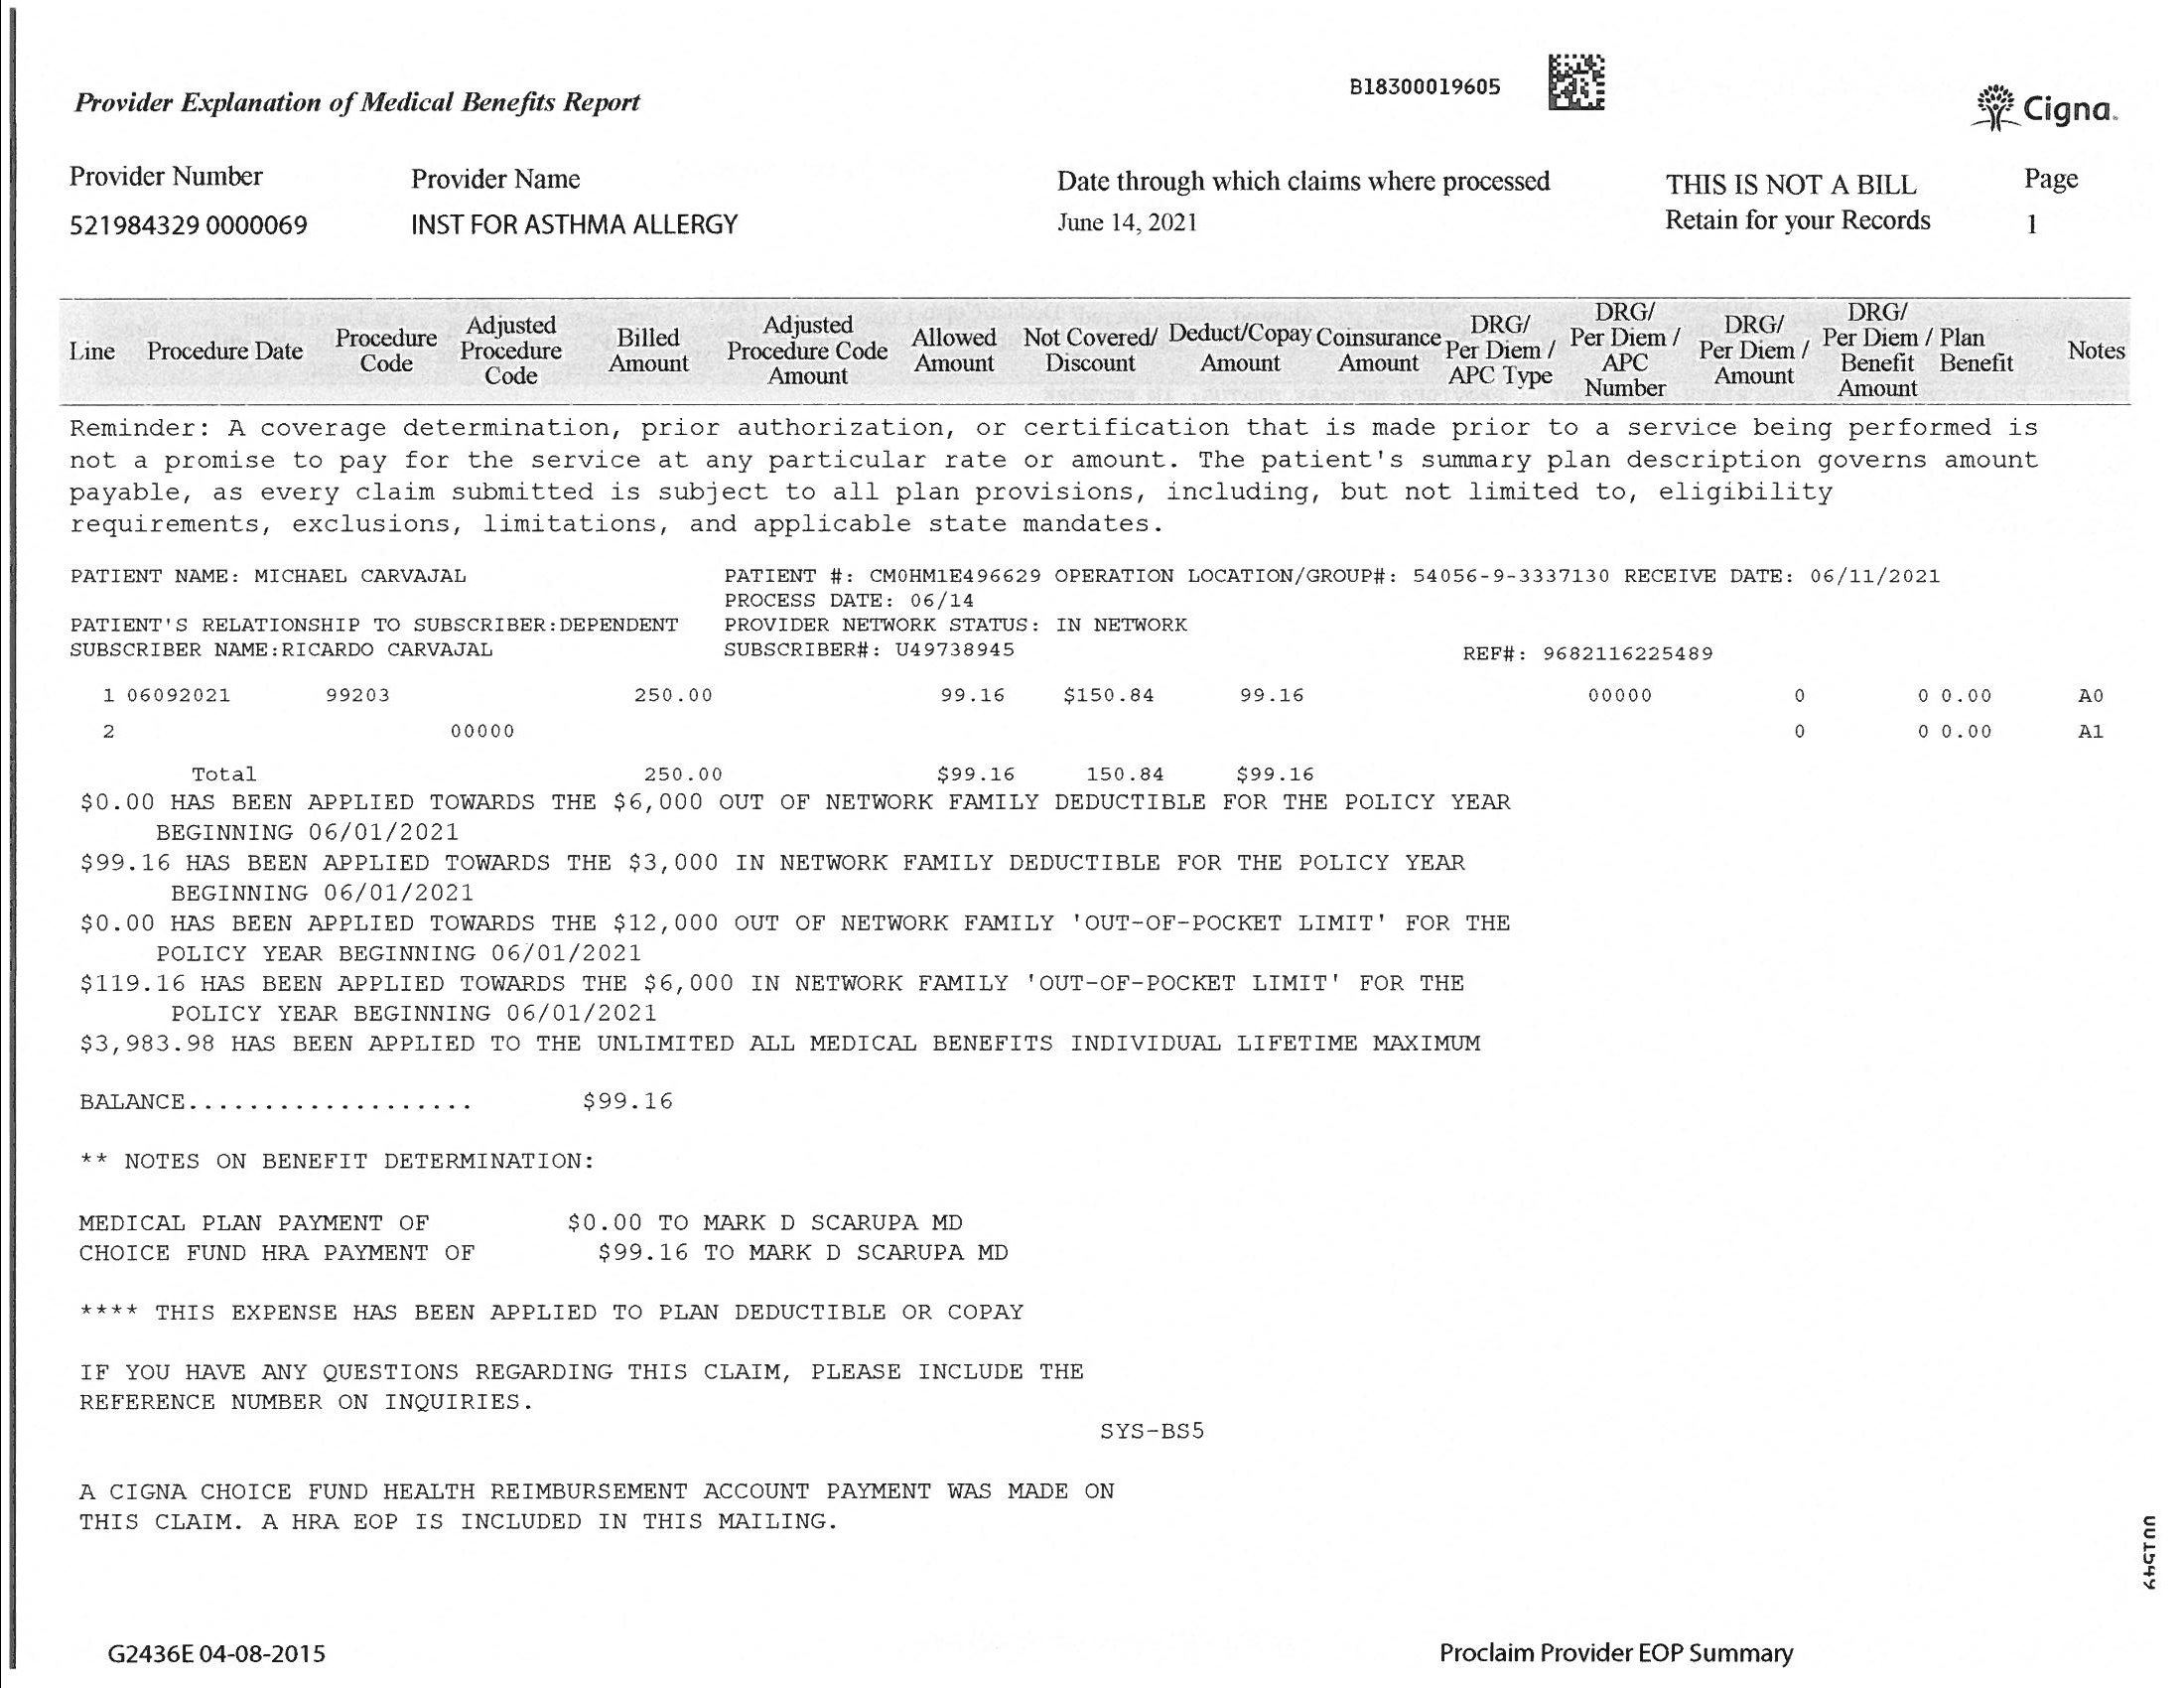 B18300019605
Provider Explanation of Medical Benefits Report
Cigna.
Provider Number Provider Name Date through which claims where processed THIS IS NOT A BILL Page
521984329 0000069 INST FOR ASTHMA ALLERGY June 14, 2021 Retain for your Records 1
Line Procedure Date Procedure Code Adjusted Procedure Code Billed Amount Adjusted Procedure Code Amount Allowed Amount Not Covered/ Discount Deduct/Copay Amount Coinsurance Amount DRG/ Per Diem / APC Type DRG/ Per Diem / APC Number DRG/ Per Diem / Amount DRG/ Per Diem / Benefit Amount Plan Benefit Notes
Reminder: A coverage determination, prior authorization, or certification that is made prior to a service being performed is
not a promise to pay for the service at any particular rate or amount. The patient's summary plan description governs amount
payable, as every claim submitted is subject to all plan provisions, including, but not limited to, eligibility
requirements, exclusions, limitations, and applicable state mandates.
PATIENT NAME: MICHAEL CARVAJAL PATIENT #: CM0HM1E496629 OPERATION LOCATION/GROUP#: 54056-9-3337130 RECEIVE DATE: 06/11/2021
PROCESS DATE: 06/14
PATIENT'S RELATIONSHIP TO SUBSCRIBER:DEPENDENT PROVIDER NETWORK STATUS: IN NETWORK
SUBSCRIBER NAME:RICARDO CARVAJAL SUBSCRIBER#: U49738945 REF#: 9682116225489
1 06092021 99203 250.00 99.16 $150.84 99.16 00000 0 0 0.00 A0
2 00000 0 0 0.00 A1
Total 250.00 $99.16 150.84 $99.16
$0.00 HAS BEEN APPLIED TOWARDS THE $6,000 OUT OF NETWORK FAMILY DEDUCTIBLE FOR THE POLICY YEAR
BEGINNING 06/01/2021
$99.16 HAS BEEN APPLIED TOWARDS THE $3,000 IN NETWORK FAMILY DEDUCTIBLE FOR THE POLICY YEAR
BEGINNING 06/01/2021
$0.00 HAS BEEN APPLIED TOWARDS THE $12,000 OUT OF NETWORK FAMILY 'OUT-OF-POCKET LIMIT' FOR THE
POLICY YEAR BEGINNING 06/01/2021
$119.16 HAS BEEN APPLIED TOWARDS THE $6,000 IN NETWORK FAMILY 'OUT-OF-POCKET LIMIT' FOR THE
POLICY YEAR BEGINNING 06/01/2021
$3,983.98 HAS BEEN APPLIED TO THE UNLIMITED ALL MEDICAL BENEFITS INDIVIDUAL LIFETIME MAXIMUM
BALANCE................... $99.16
** NOTES ON BENEFIT DETERMINATION:
MEDICAL PLAN PAYMENT OF $0.00 TO MARK D SCARUPA MD
CHOICE FUND HRA PAYMENT OF $99.16 TO MARK D SCARUPA MD
**** THIS EXPENSE HAS BEEN APPLIED TO PLAN DEDUCTIBLE OR COPAY
IF YOU HAVE ANY QUESTIONS REGARDING THIS CLAIM, PLEASE INCLUDE THE
REFERENCE NUMBER ON INQUIRIES.
SYS-BS5
A CIGNA CHOICE FUND HEALTH REIMBURSEMENT ACCOUNT PAYMENT WAS MADE ON
THIS CLAIM. A HRA EOP IS INCLUDED IN THIS MAILING.
G2436E 04-08-2015 Proclaim Provider EOP Summary